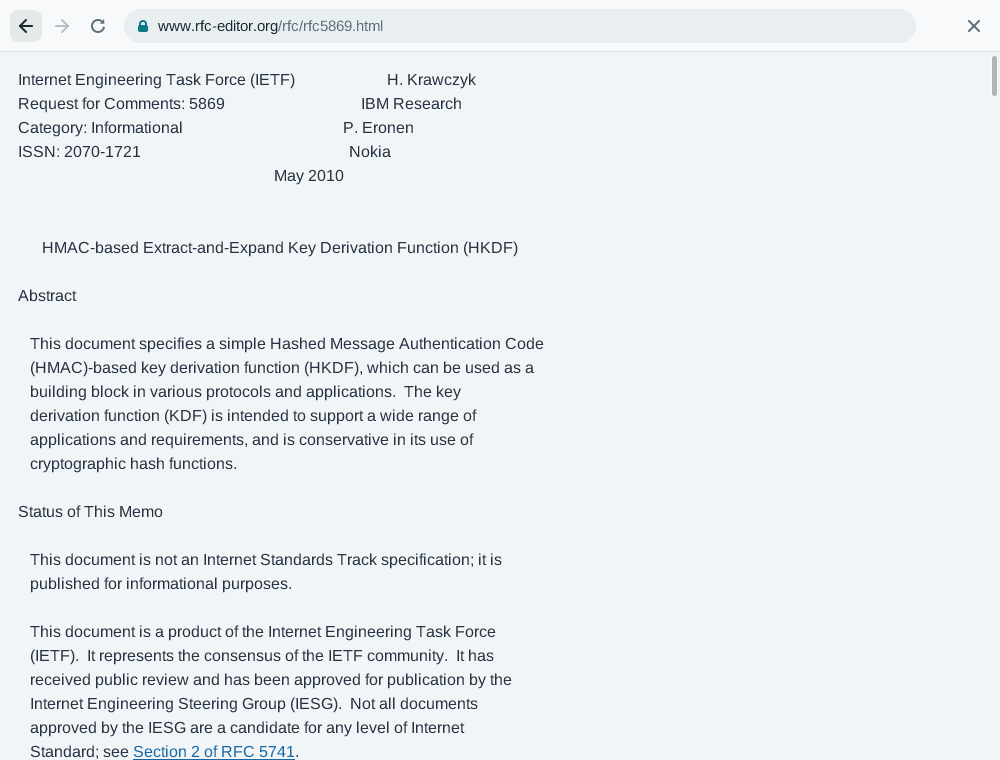 www.rfc-editor.org/rfc/rfc5869.html
Internet Engineering Task Force (IETF) H. Krawczyk
Request for Comments: 5869 IBM Research
Category: Informational P. Eronen
ISSN: 2070-1721 Nokia
May 2010
HMAC-based Extract-and-Expand Key Derivation Function (HKDF)
Abstract
This document specifies a simple Hashed Message Authentication Code
(HMAC)-based key derivation function (HKDF), which can be used as a
building block in various protocols and applications.  The key
derivation function (KDF) is intended to support a wide range of
applications and requirements, and is conservative in its use of
cryptographic hash functions.
Status of This Memo
This document is not an Internet Standards Track specification; it is
published for informational purposes.
This document is a product of the Internet Engineering Task Force
(IETF).  It represents the consensus of the IETF community.  It has
received public review and has been approved for publication by the
Internet Engineering Steering Group (IESG).  Not all documents
approved by the IESG are a candidate for any level of Internet
Standard; see Section 2 of RFC 5741.